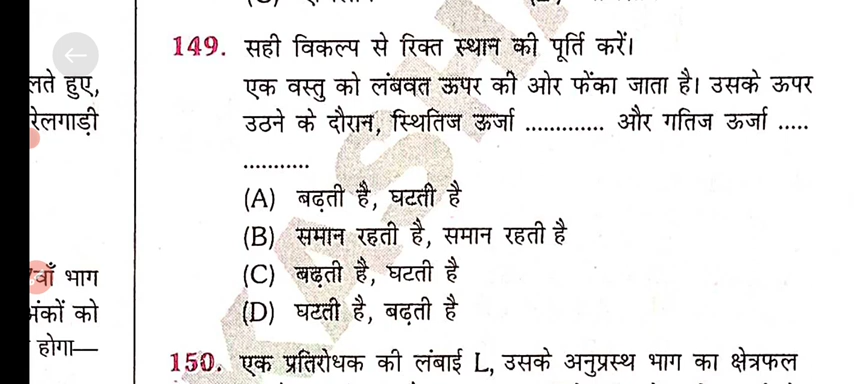 149. सही विकल्प से रिक्त स्थान की पूर्ति करें।
एक वस्तु को लंबवत ऊपर की ओर फेंका जाता है। उसके ऊपर
उठने के दौरान, स्थितिज ऊर्जा ............. और गतिज ऊर्जा .....
...........
(A) बढ़ती है, घटती है
(B) समान रहती है, समान रहती है
(C) बढ़ती है, घटती है
(D) घटती है, बढ़ती है
150. एक प्रतिरोधक की लंबाई L, उसके अनुप्रस्थ भाग का क्षेत्रफल
लते हुए,
रेलगाड़ी
वाँ भाग
अंकों को
होगा—